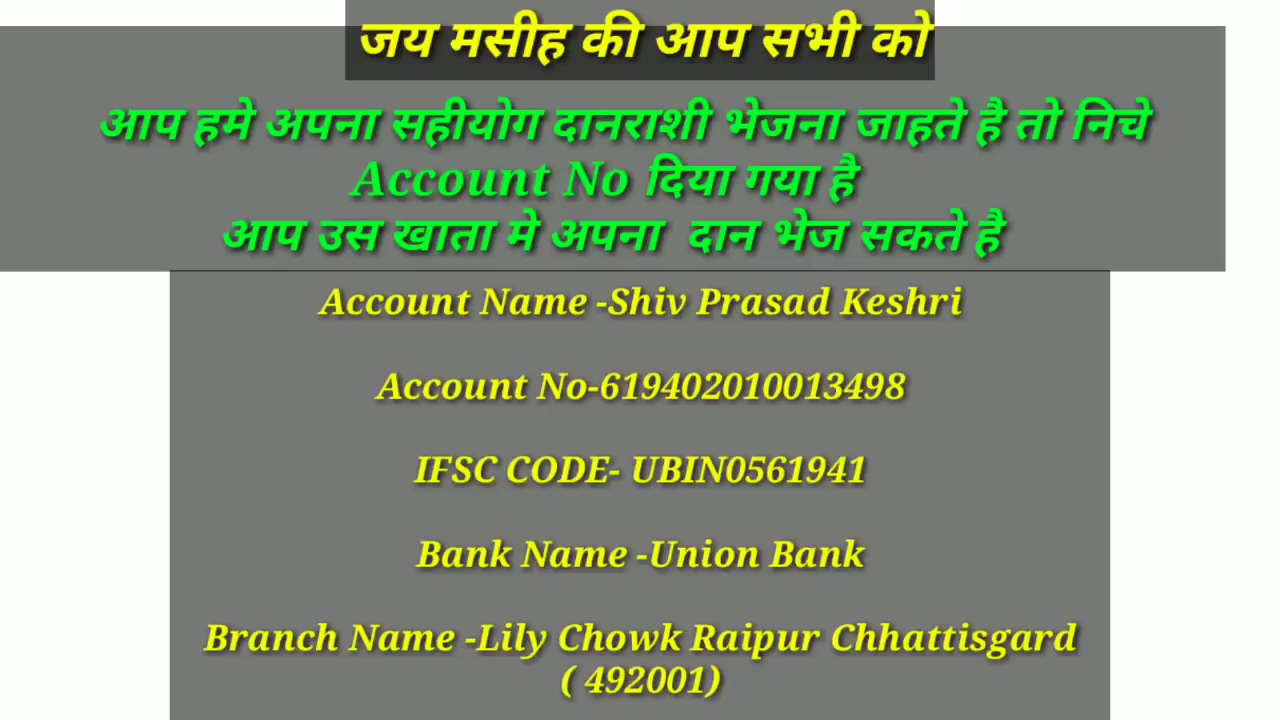 जय मसीह की आप सभी को
आप हमे अपना सहीयोग दानराशी भेजना जाहते है तो निचे
Account No दिया गया है
आप उस खाता मे अपना दान भेज सकते है
Account Name -Shiv Prasad Keshri
Account No-619402010013498
IFSC CODE- UBIN0561941
Bank Name -Union Bank
Branch Name -Lily Chowk Raipur Chhattisgard
( 492001)